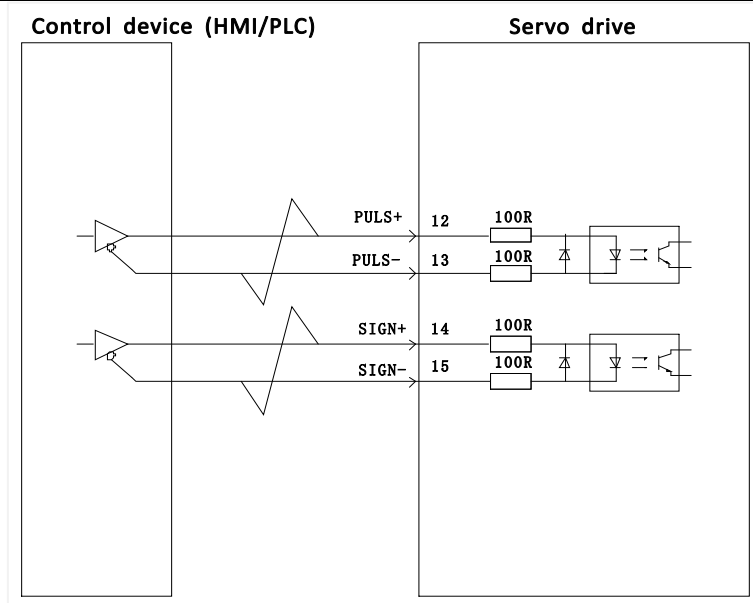 Control device (HMI/PLC)
Servo drive
PULS+ 12 100R
PULS- 13 100R
SIGN+ 14 100R
SIGN- 15 100R